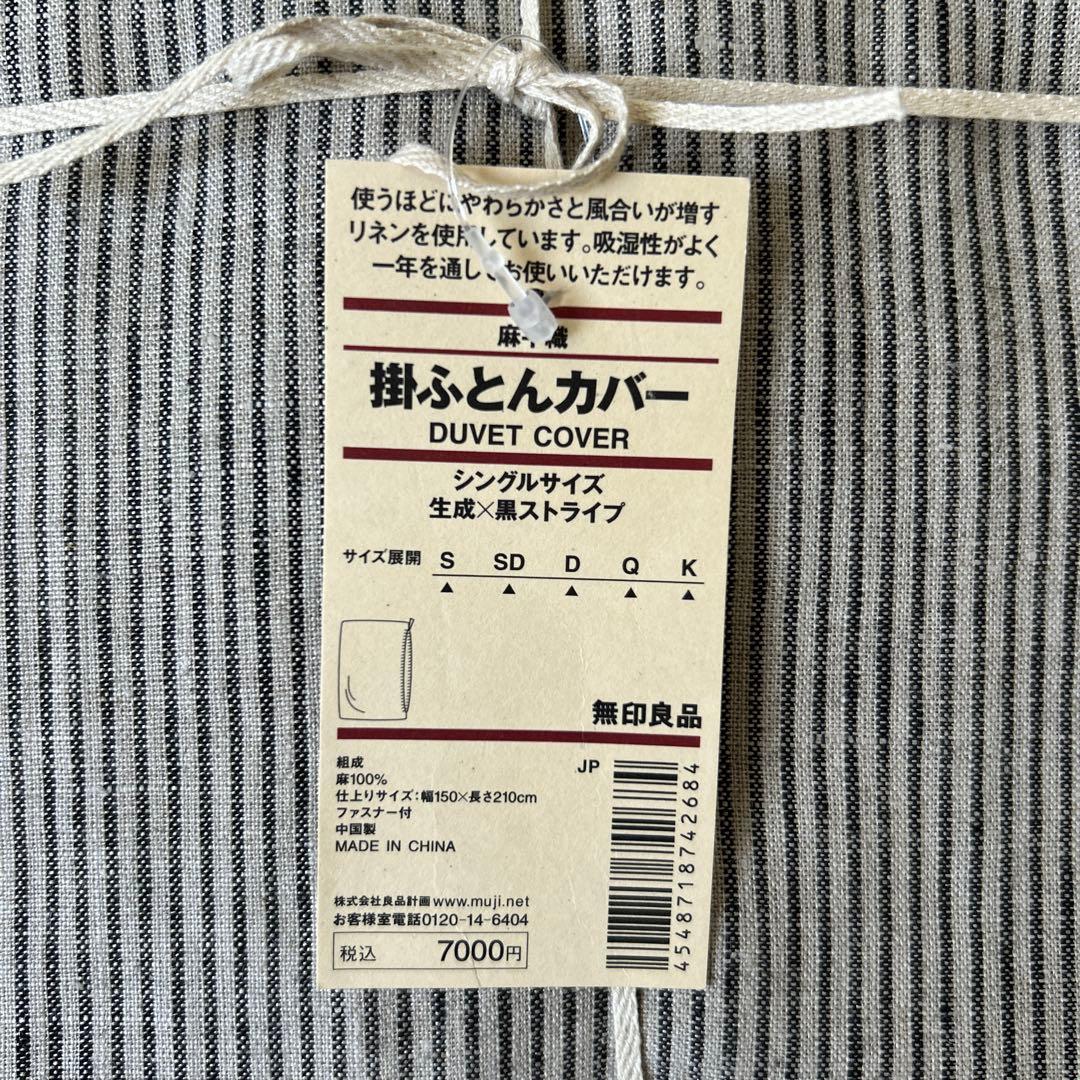 使うほどにやわらかさと風合いが増す
リネンを使用しています。吸湿性がよく
一年を通してお使いいただけます。
麻平織
掛ふとんカバー
DUVET COVER
シングルサイズ
生成×黒ストライプ
サイズ展開 S SD D Q K
▲ ▲ ▲ ▲ ▲
無印良品
組成
麻100%
仕上りサイズ:幅150×長さ210cm
ファスナー付
中国製
MADE IN CHINA
JP
4548718742684
株式会社良品計画 www.muji.net
お客様室電話0120-14-6404
税込 7000円